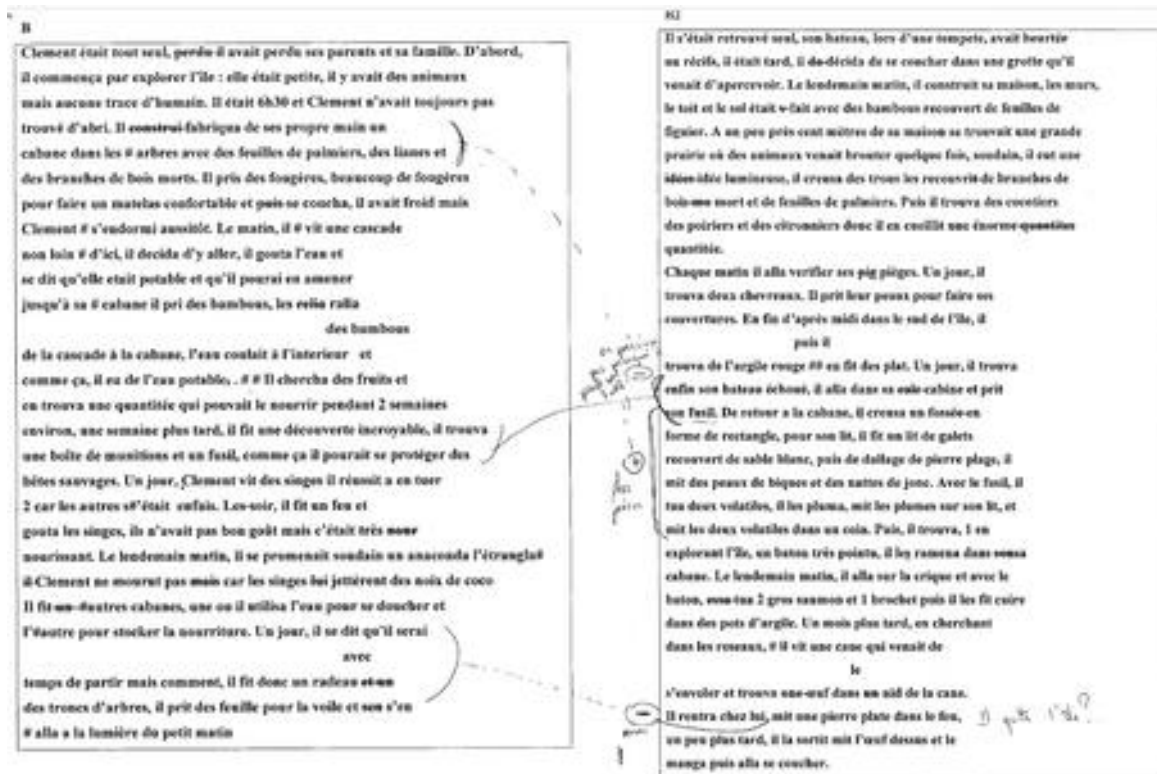 B
Clement était tout seul, perdu il avait perdu ses parents et sa famille. D'abord,
il commença par explorer l'île : elle était petite, il y avait des animaux
mais aucune trace d'humain. Il était 6h30 et Clement n'avait toujours pas
trouvé d'abri. Il construi fabriqua de ses propre main un
cabane dans les # arbres avec des feuilles de palmiers, des lianes et
des branches de bois morts. Il pris des fougères, beaucoup de fougères
pour faire un matelas confortable et puis se coucha, il avait froid mais
Clement # s'endormi aussitôt. Le matin, il # vit une cascade
non loin # d'ici, il decida d'y aller, il gouta l'eau et
se dit qu'elle etait potable et qu'il pourai en amener
jusqu'à sa # cabane il pri des bambous, les relia ralla
des bambous
de la cascade à la cabane, l'eau coulait à l'interieur et
comme ça, il eu de l'eau potable. . # # Il chercha des fruits et
en trouva une quantitée qui pouvait le nourrir pendant 2 semaines
environ, une semaine plus tard, il fit une découverte incroyable, il trouva
une boîte de munitions et un fusil, comme ça il pourait se protéger des
bêtes sauvages. Un jour, Clement vit des singes il réussit a en tuer
2 car les autres s#'était enfuis. Les soir, il fit un feu et
gouta les singes, ils n'avait pas bon goût mais c'était très nour
nourissant. Le lendemain matin, il se promenait soudain un anaconda l'étrangla
il Clement ne mourut pas mais car les singes lui jettèrent des noix de coco
Il fit un #autres cabanes, une ou il utilisa l'eau pour se doucher et
l'#autre pour stocker la nourriture. Un jour, il se dit qu'il serai
avec
temps de partir mais comment, il fit donc un radeau et un
des troncs d'arbres, il prit des feuille pour la voile et son s'en
# alla a la lumière du petit matin
Il s'était retrouvé seul, son bateau, lors d'une tempete, avait heurtée
un récifs, il était tard, il de décida de se coucher dans une grotte qu'il
venait d'apercevoir. Le lendemain matin, il construit sa maison, les murs,
le toit et le sol était v fait avec des bambous recouvert de feuilles de
figuier. A un peu près cent mètres de sa maison se trouvait une grande
prairie où des animaux venait brouter quelque fois, soudain, il eut une
idée lumineuse, il creusa des trous les recouvrit de branches de
bois mo mort et de feuilles de palmiers. Puis il trouva des cocotiers
des poiriers et des citronniers donc il en cueillit une énorme quantitee
quantitée.
Chaque matin il alla verifier ses pig pièges. Un jour, il
trouva deux chevreaux. Il prit leur peaux pour faire ses
couvertures. En fin d'après midi dans le sud de l'île, il
puis il
trouva de l'argile rouge ## en fit des plat. Un jour, il trouva
enfin son bateau échoué, il alla dans sa cabine et prit
son fusil. De retour a la cabane, il creusa un fossée en
forme de rectangle, pour son lit, il fit un lit de galets
recouvert de sable blanc, puis de dallage de pierre plage, il
mit des peaux de biques et des nattes de jonc. Avec le fusil, il
tua deux volatiles, il les pluma, mit les plumes sur son lit, et
mit les deux volatiles dans un coin. Puis, il trouva, 1 en
explorant l'île, un baton très pointu, il ramena dans
cabane. Le lendemain matin, il alla sur la crique et avec le
baton, tua 2 gros saumon et 1 brochet puis il les fit cuire
dans des pots d'argile. Un mois plus tard, en cherchant
dans les roseaux, # il vit une cane qui venait de
le
s'envoler et trouva une œuf dans un nid de la cane.
Il rentra chez lui, mit une pierre plate dans le feu,
un peu plus tard, il la sortit mit l'œuf dessus et le
manga puis alla se coucher.